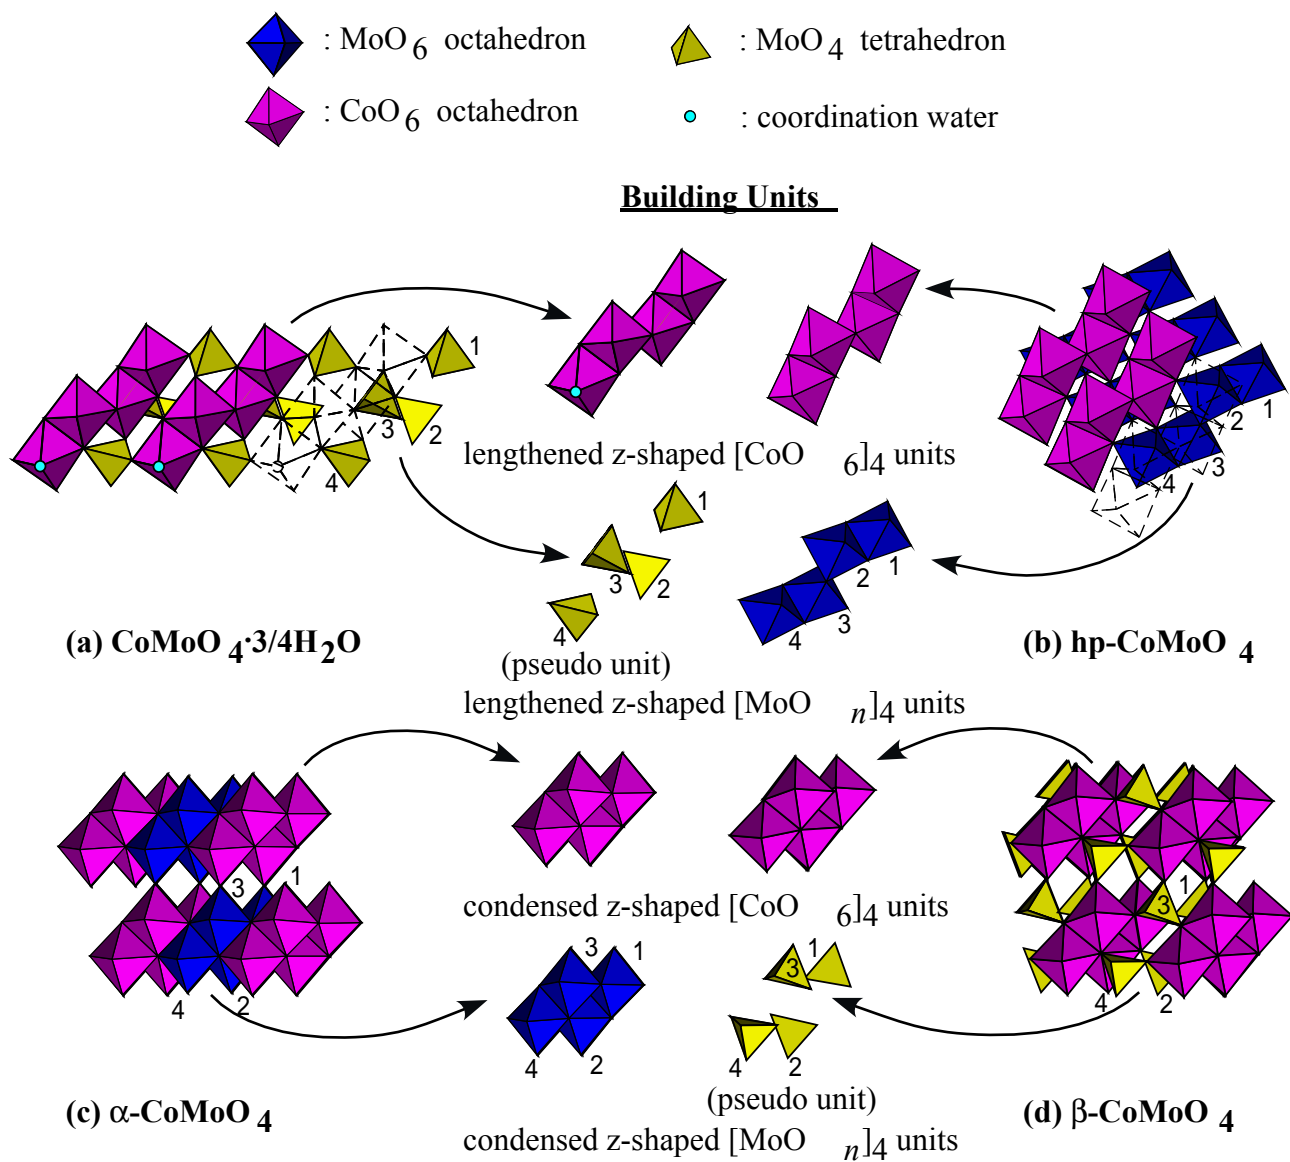 : MoO6 octahedron
: MoO4 tetrahedron
: CoO6 octahedron
: coordination water
Building Units
1
3
2
4
2 1
4 3
lengthened z-shaped [CoO6]4 units
1
3 2
4
2 1
4 3
(a) CoMoO4·3/4H2O
(pseudo unit)
(b) hp-CoMoO4
lengthened z-shaped [MoOn]4 units
3 1
4 2
1
3
4 2
condensed z-shaped [CoO6]4 units
3 1
4 2
1
3
4 2
(c) α-CoMoO4
(pseudo unit)
(d) β-CoMoO4
condensed z-shaped [MoOn]4 units